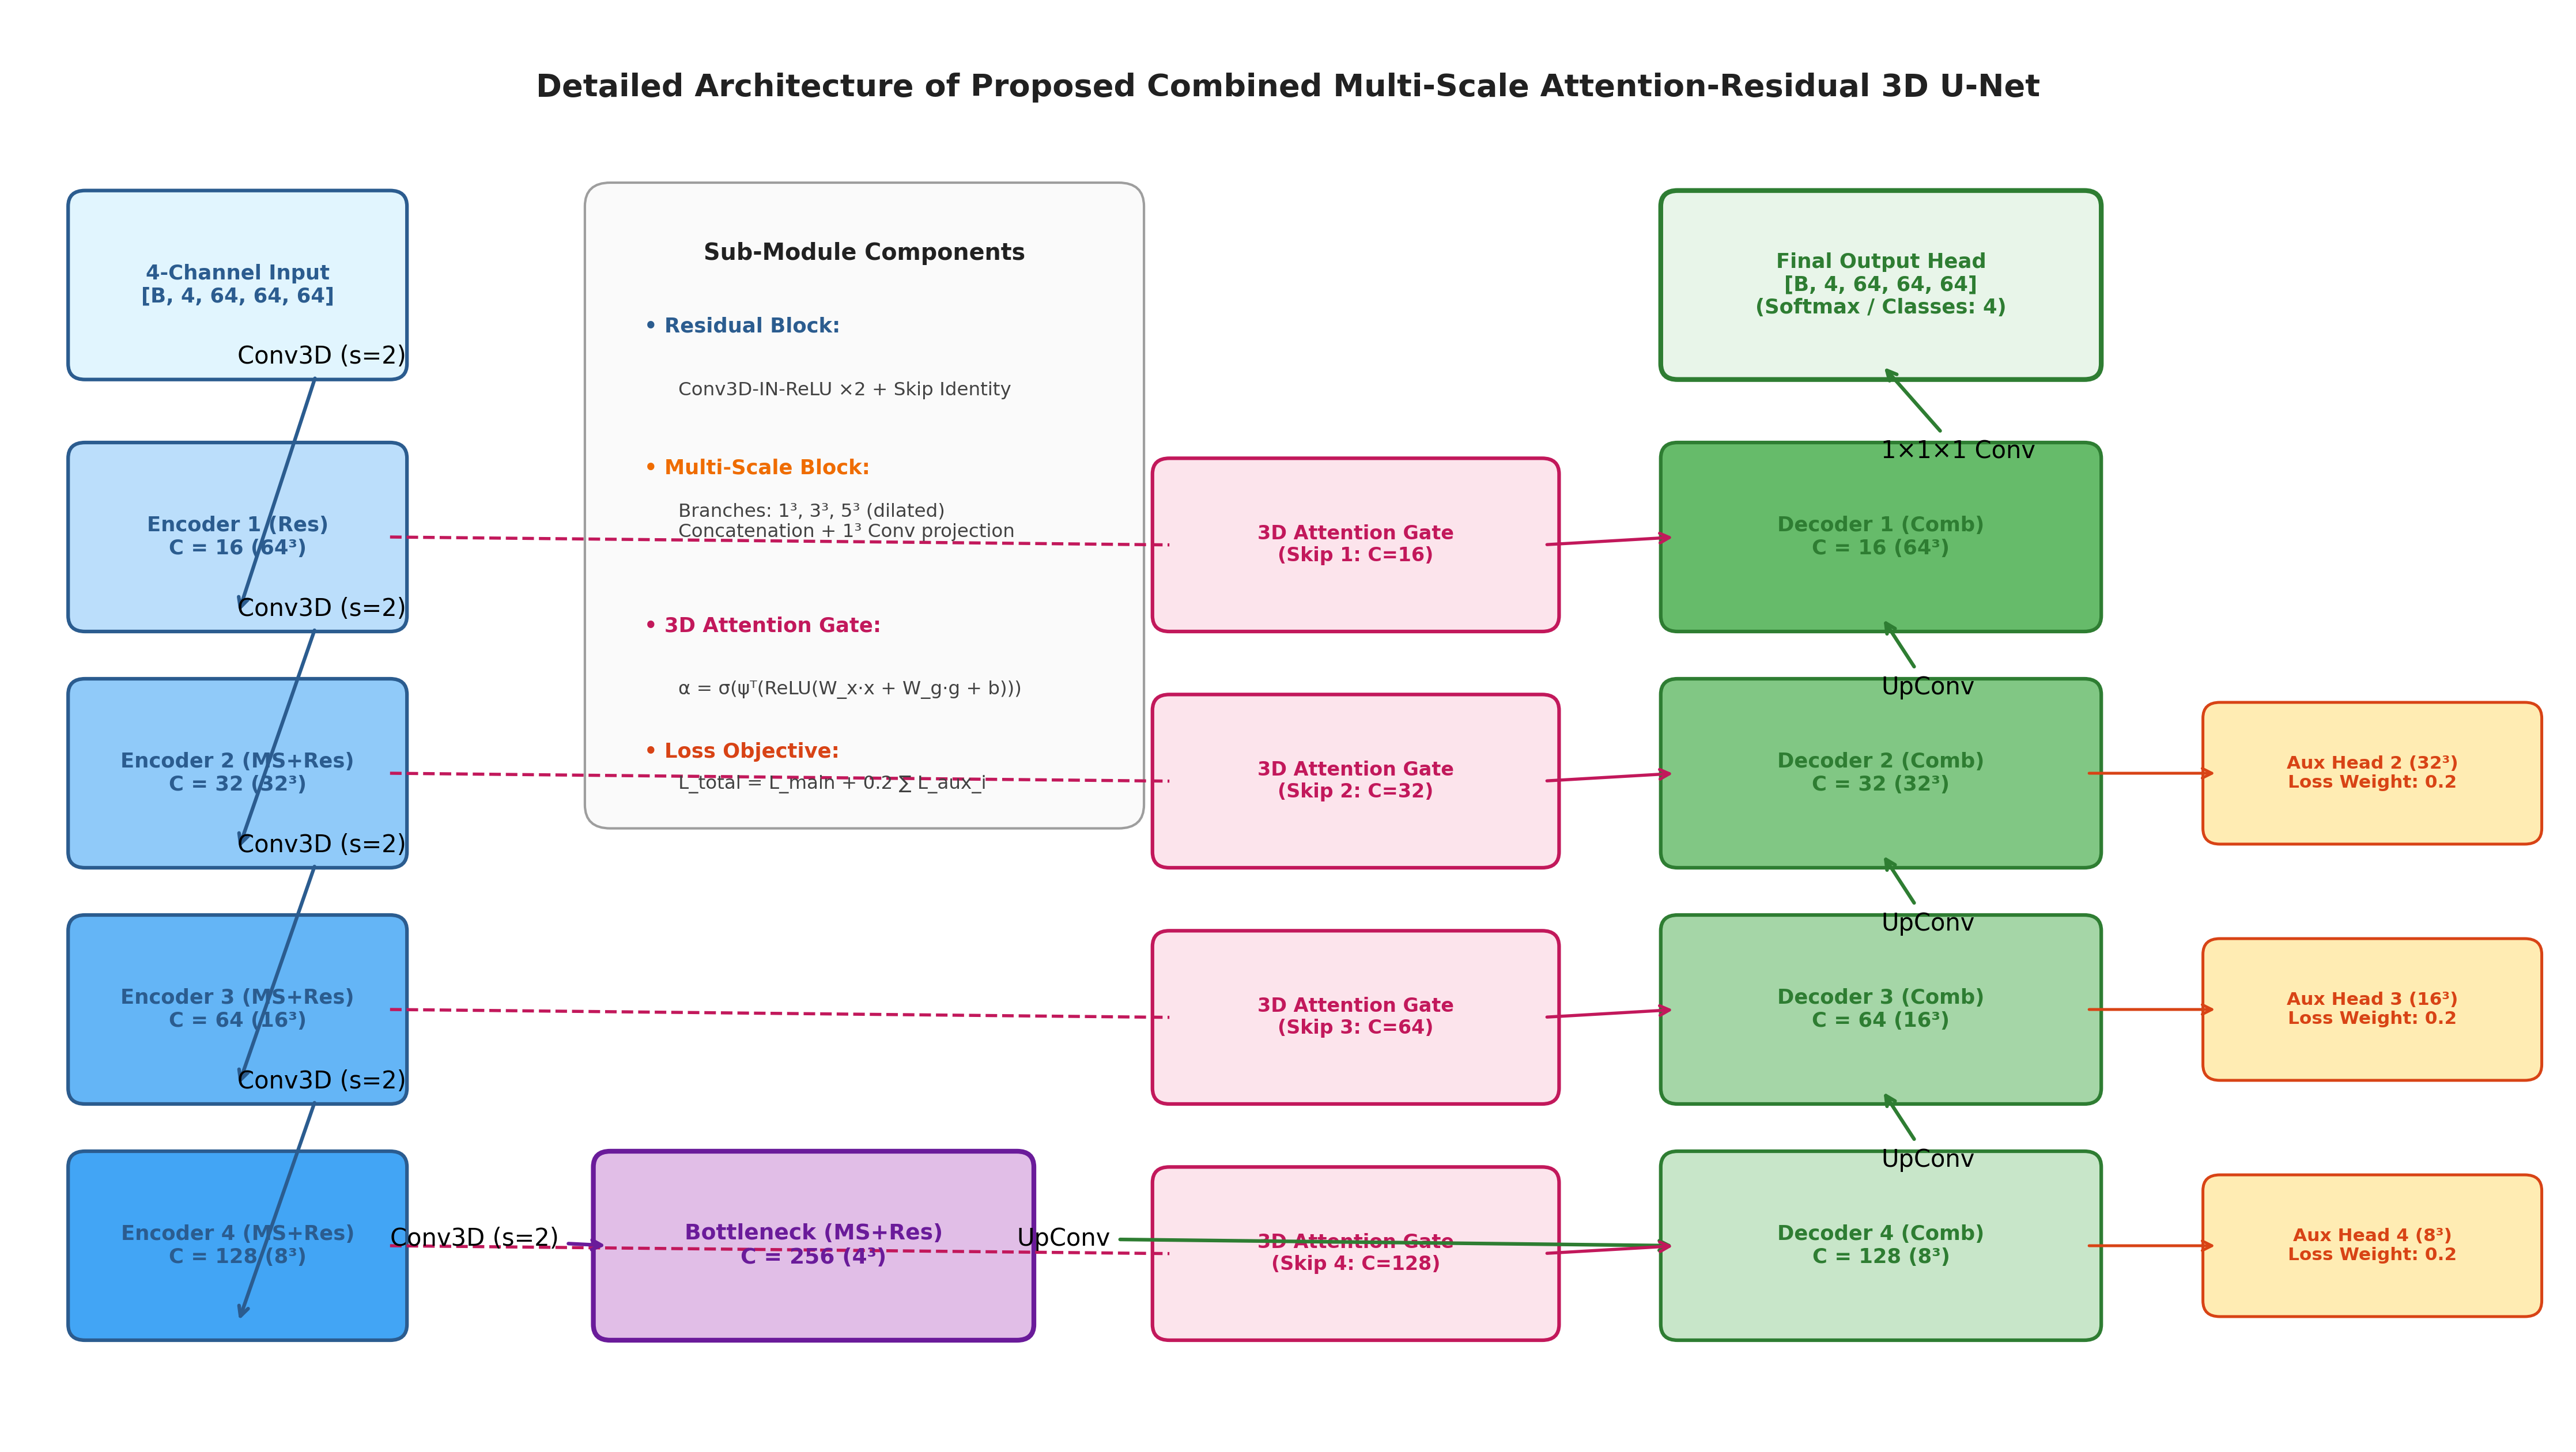 Detailed Architecture of Proposed Combined Multi-Scale Attention-Residual 3D U-Net
4-Channel Input
[B, 4, 64, 64, 64]
Conv3D (s=2)
Encoder 1 (Res)
C = 16 (64³)
Conv3D (s=2)
Encoder 2 (MS+Res)
C = 32 (32³)
Conv3D (s=2)
Encoder 3 (MS+Res)
C = 64 (16³)
Conv3D (s=2)
Encoder 4 (MS+Res)
C = 128 (8³)
Conv3D (s=2)
Sub-Module Components
• Residual Block:
Conv3D-IN-ReLU ×2 + Skip Identity
• Multi-Scale Block:
Branches: 1³, 3³, 5³ (dilated)
Concatenation + 1³ Conv projection
• 3D Attention Gate:
α = σ(ψᵀ(ReLU(W_x·x + W_g·g + b)))
• Loss Objective:
L_total = L_main + 0.2 ∑ L_aux_i
Bottleneck (MS+Res)
C = 256 (4³)
UpConv
3D Attention Gate
(Skip 1: C=16)
3D Attention Gate
(Skip 2: C=32)
3D Attention Gate
(Skip 3: C=64)
3D Attention Gate
(Skip 4: C=128)
Final Output Head
[B, 4, 64, 64, 64]
(Softmax / Classes: 4)
1×1×1 Conv
Decoder 1 (Comb)
C = 16 (64³)
UpConv
Decoder 2 (Comb)
C = 32 (32³)
UpConv
Decoder 3 (Comb)
C = 64 (16³)
UpConv
Decoder 4 (Comb)
C = 128 (8³)
Aux Head 2 (32³)
Loss Weight: 0.2
Aux Head 3 (16³)
Loss Weight: 0.2
Aux Head 4 (8³)
Loss Weight: 0.2